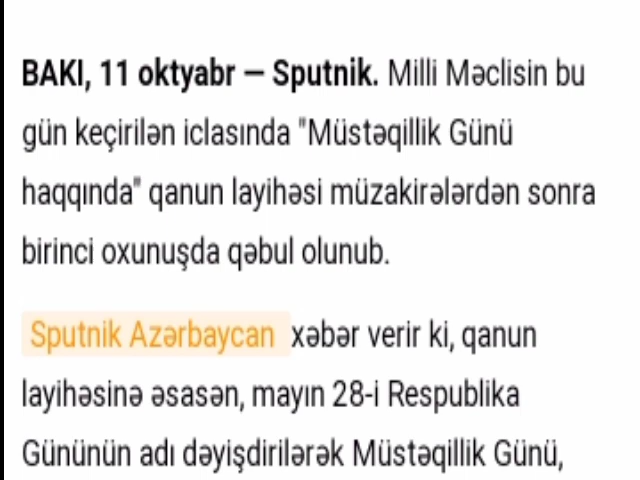 BAKI, 11 oktyabr — Sputnik. Milli Məclisin bu
gün keçirilən iclasında "Müstəqillik Günü
haqqında" qanun layihəsi müzakirələrdən sonra
birinci oxunuşda qəbul olunub.
Sputnik Azərbaycan xəbər verir ki, qanun
layihəsinə əsasən, mayın 28-i Respublika
Gününün adı dəyişdirilərək Müstəqillik Günü,